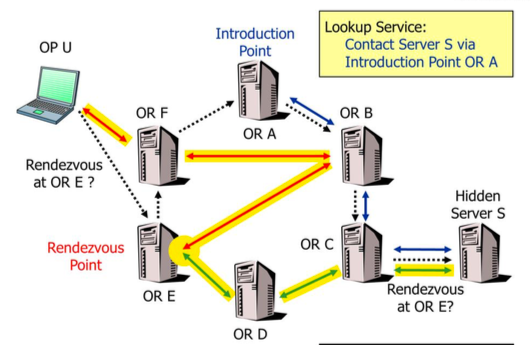 Introduction
Point
Lookup Service:
Contact Server S via
Introduction Point OR A
OP U
OR F
OR A
OR B
Rendezvous
at OR E ?
Hidden
Server S
Rendezvous
Point
OR C
OR E
OR D
Rendezvous
at OR E?